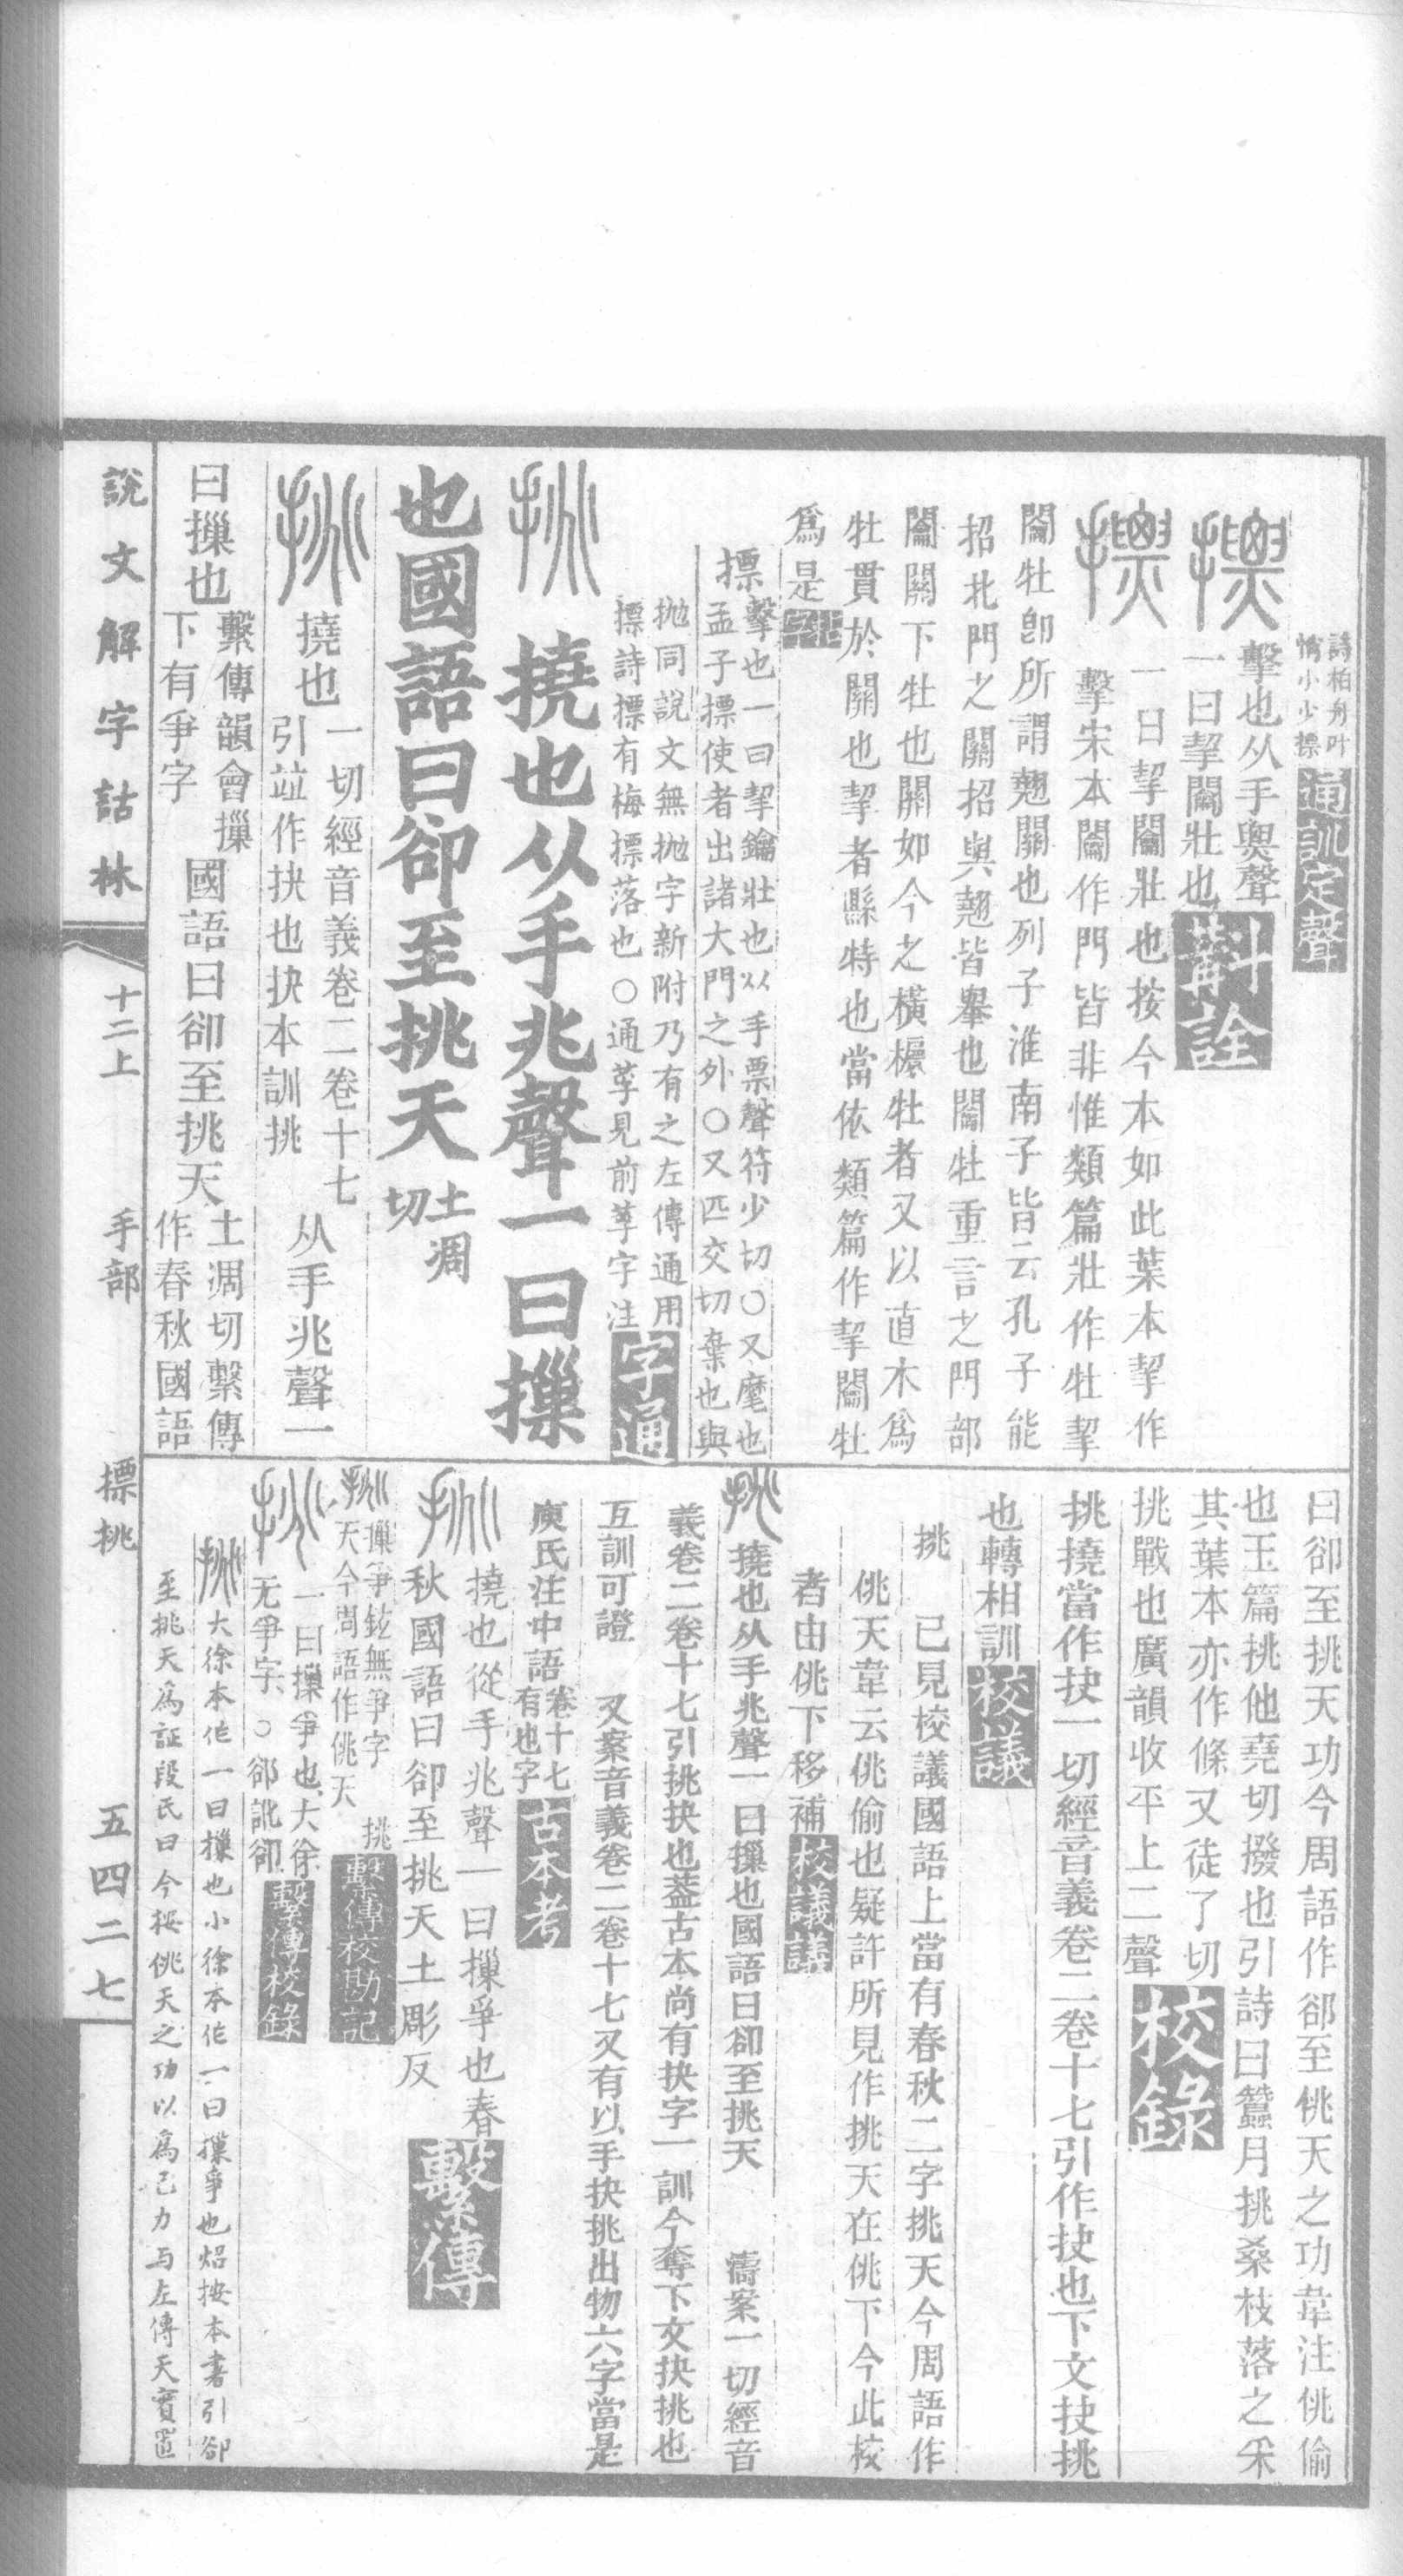 詩柏舟叶
悄小少摽
通訓定聲
擊也从手𤐫聲
一曰挈闔壯也
斠詮
一曰挈闔壯也按今本如此葉本挈作
擊宋本闔作門皆非惟類篇壯作牡挈
闔牡卽所謂翹關也列子淮南子皆云孔子能
招北門之關招與翹皆舉也闔牡重言之門部
闔關下牡也關如今之橫櫦牡者又以直木爲
牡貫於關也挈者縣特也當依類篇作挈闔牡
爲是
摽
擊也一曰挈鑰壯也从手票聲符少切○又麾也
孟子摽使者出諸大門之外○又匹交切棄也與
拋同說文無拋字新附乃有之左傳通用
摽詩摽有梅摽落也○通莩見前莩字注
字通
挑 撓也从手兆聲一曰摷
也國語曰卻至挑天
土凋
切
挑
撓也
一切經音義卷二卷十七
引竝作抉也抉本訓挑
从手兆聲一
曰摷也
繫傳韻會摷
下有爭字
國語曰卻至挑天
土凋切繫傳
作春秋國語
曰卻至挑天功今周語作郤至佻天之功韋注佻偷
也玉篇挑他堯切撥也引詩曰蠶月挑桑枝落之采
其葉本亦作條又徒了切
挑戰也廣韻收平上二聲
校錄
挑撓當作抉一切經音義卷二卷十七引作抉也下文抉挑
也轉相訓
校議
挑 已見校議國語上當有春秋二字挑天今周語作
佻天韋云佻偷也疑許所見作挑天在佻下今此校
者由佻下移補
校議議
挑 撓也从手兆聲一曰摷也國語曰卻至挑天 濤案一切經音
義卷二卷十七引挑抉也葢古本尚有抉字一訓今奪下文抉挑也
互訓可證 又案音義卷二卷十七又有以手抉挑出物六字當是
庾氏注中語
卷十七
有也字
古本考
挑
撓也從手兆聲一曰摷爭也春
秋國語曰卻至挑天土彫反
繫傳
挑
摷爭鉉無爭字 挑
天今周語作佻天
繫傳校勘記
挑
一曰摷爭也大徐
无爭字○郤訛卻
繫傳校錄
挑 大徐本作一曰摷也小徐本作一曰摷爭也炤按本書引卻
至挑天爲証段氏曰今按佻天之功以爲己力与左傳天實置
說文解字詁林
十二上
手部
摽挑
五四二七